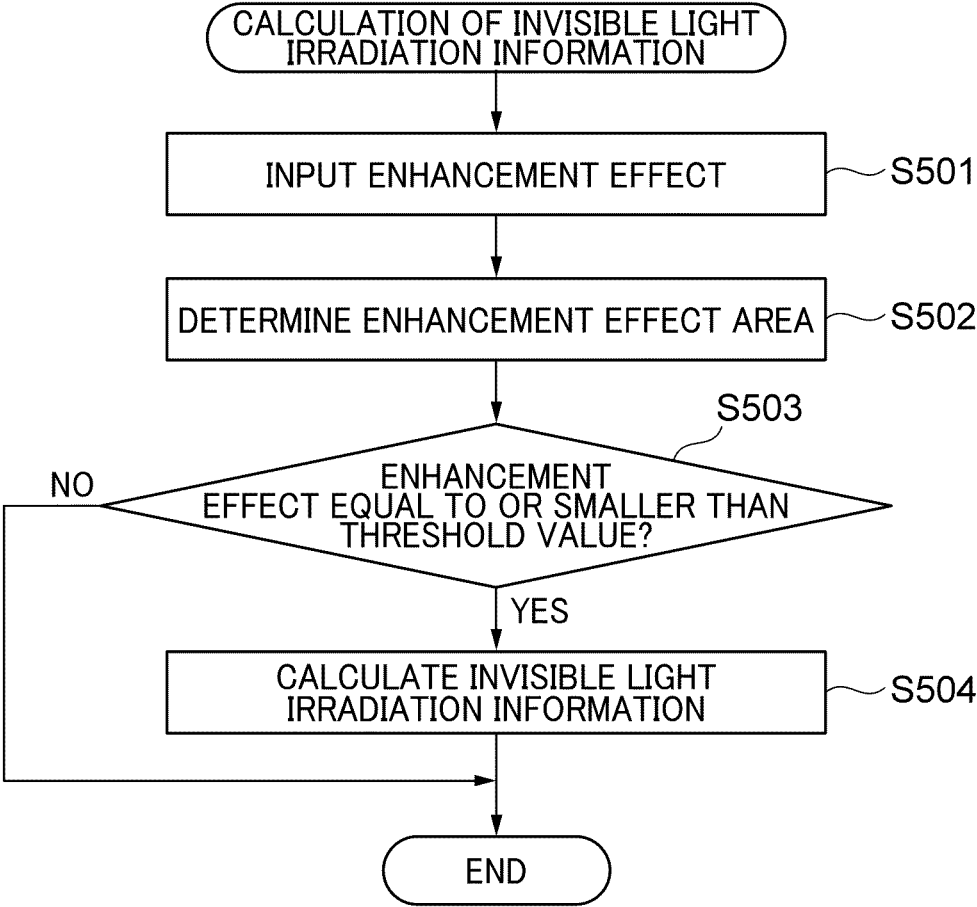 CALCULATION OF INVISIBLE LIGHT
IRRADIATION INFORMATION
INPUT ENHANCEMENT EFFECT
S501
DETERMINE ENHANCEMENT EFFECT AREA
S502
S503
NO
ENHANCEMENT
EFFECT EQUAL TO OR SMALLER THAN
THRESHOLD VALUE?
YES
CALCULATE INVISIBLE LIGHT
IRRADIATION INFORMATION
S504
END